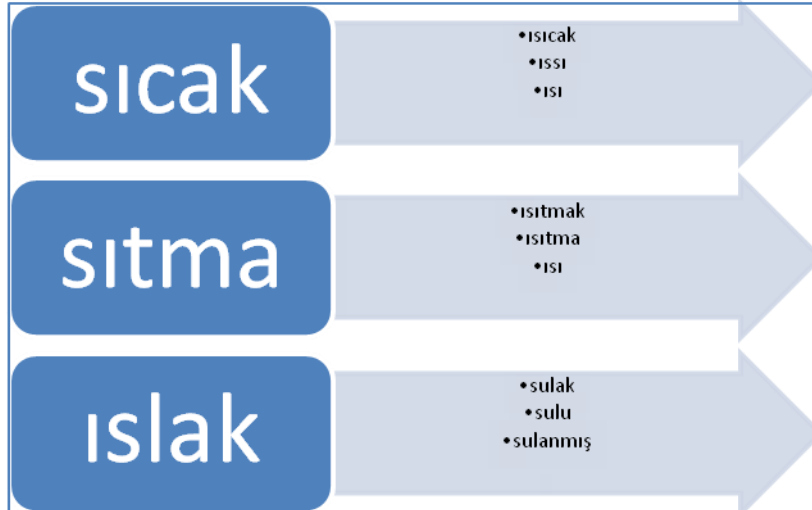 sıcak
•ısıcak
•ıssı
•ısı
sıtma
•ısıtmak
•ısıtma
•ısı
ıslak
•sulak
•sulu
•sulanmış